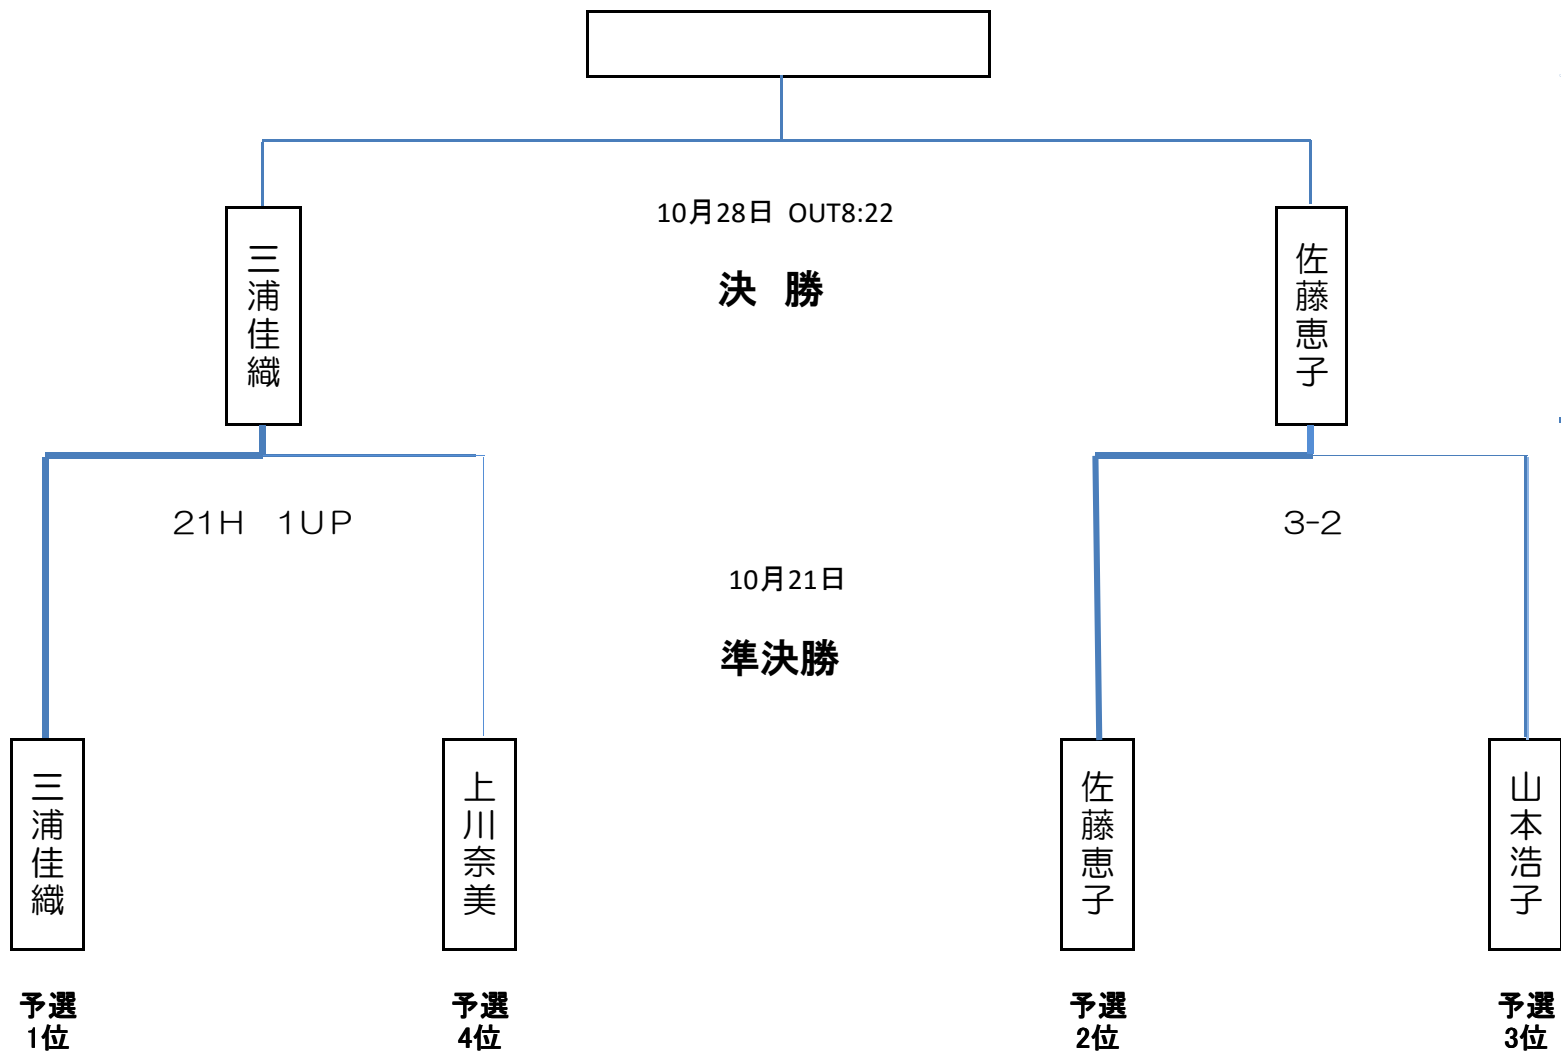 10月28日 OUT8:22
三浦佳織
決 勝
佐藤恵子
21H 1UP
3-2
10月21日
準決勝
三浦佳織
上川奈美
佐藤恵子
山本浩子
予選
1位
予選
4位
予選
2位
予選
3位